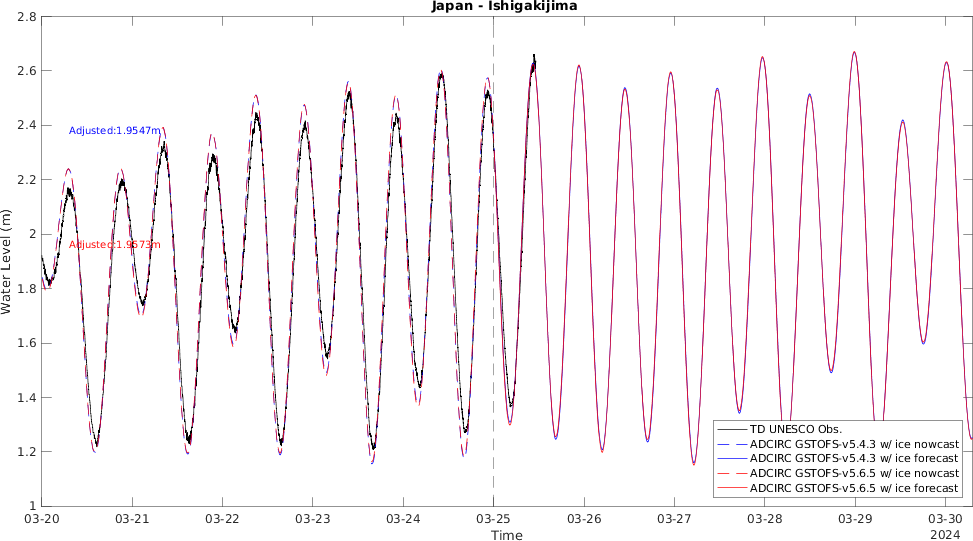 Japan - Ishigakijima
2.8
2.6
2.4
2.2
2
1.8
1.6
1.4
1.2
1
Water Level (m)
Adjusted:1.9547m
Adjusted:1.9573m
TD UNESCO Obs.
ADCIRC GSTOFS-v5.4.3 w/ ice nowcast
ADCIRC GSTOFS-v5.4.3 w/ ice forecast
ADCIRC GSTOFS-v5.6.5 w/ ice nowcast
ADCIRC GSTOFS-v5.6.5 w/ ice forecast
03-20 03-21 03-22 03-23 03-24 03-25 03-26 03-27 03-28 03-29 03-30
Time
2024